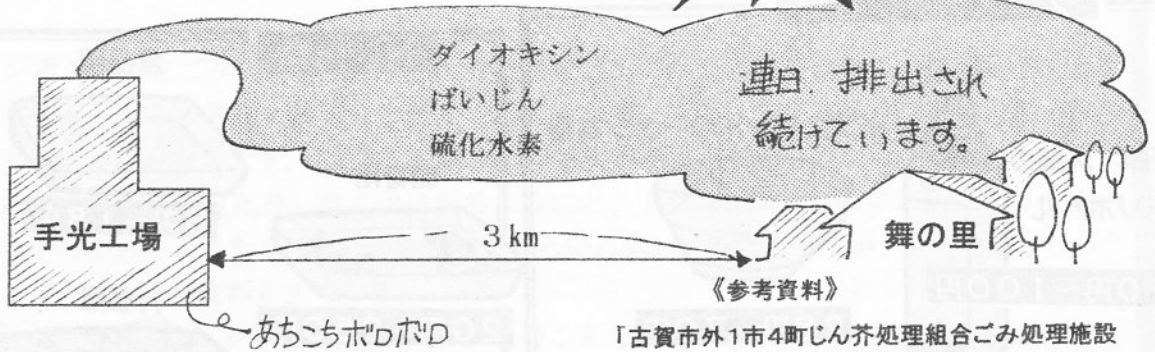 ダイオキシン
ばいじん
硫化水素
連日 排出され
続けています。
手光工場
3km
舞の里
あちこちボロボロ
《参考資料》
「古賀市外1市4町じん芥処理組合ごみ処理施設